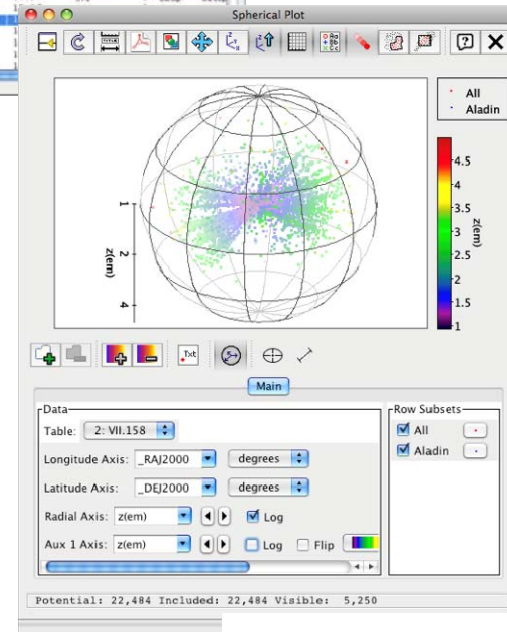 Spherical Plot
All
Aladin
4.5
4
3.5
3
2.5
2
1.5
1
z(em)
1
2
4
z(em)
Txt
Main
Data
Table: 2: VII.158
Longitude Axis: _RAJ2000 degrees
Latitude Axis: _DEJ2000 degrees
Radial Axis: z(em) Log
Aux 1 Axis: z(em) Log Flip
Row Subsets
All
Aladin
Potential: 22,484 Included: 22,484 Visible: 5,250